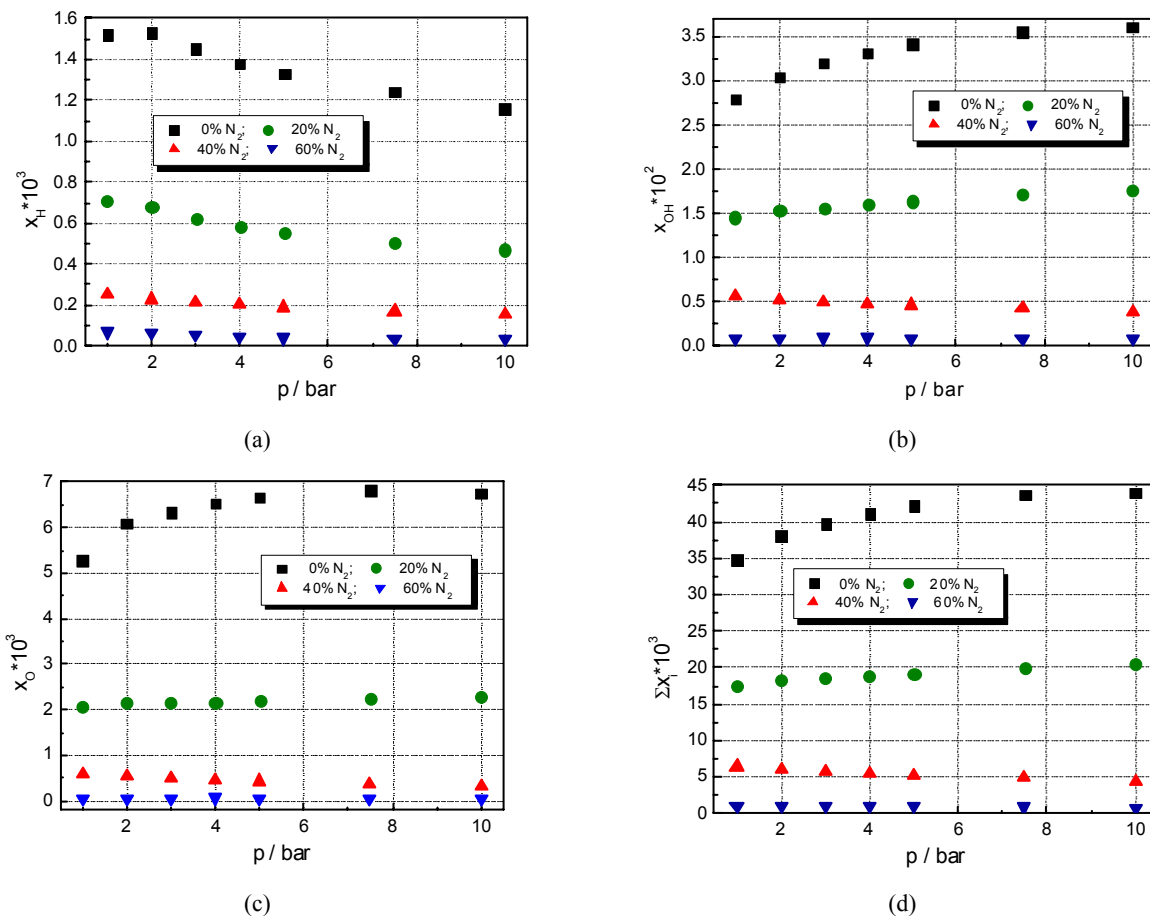 1.6
1.4
1.2
1.0
0.8
0.6
0.4
0.2
0.0
x_H*10^3
0% N_2; 20% N_2
40% N_2; 60% N_2
2 4 6 8 10
p / bar
(a)
3.5
3.0
2.5
2.0
1.5
1.0
0.5
0.0
x_OH*10^2
0% N_2; 20% N_2
40% N_2; 60% N_2
2 4 6 8 10
p / bar
(b)
7
6
5
4
3
2
1
0
x_O*10^3
0% N_2; 20% N_2
40% N_2; 60% N_2
2 4 6 8 10
p / bar
(c)
45
40
35
30
25
20
15
10
5
0
Σx_i*10^3
0% N_2; 20% N_2
40% N_2; 60% N_2
2 4 6 8 10
p / bar
(d)